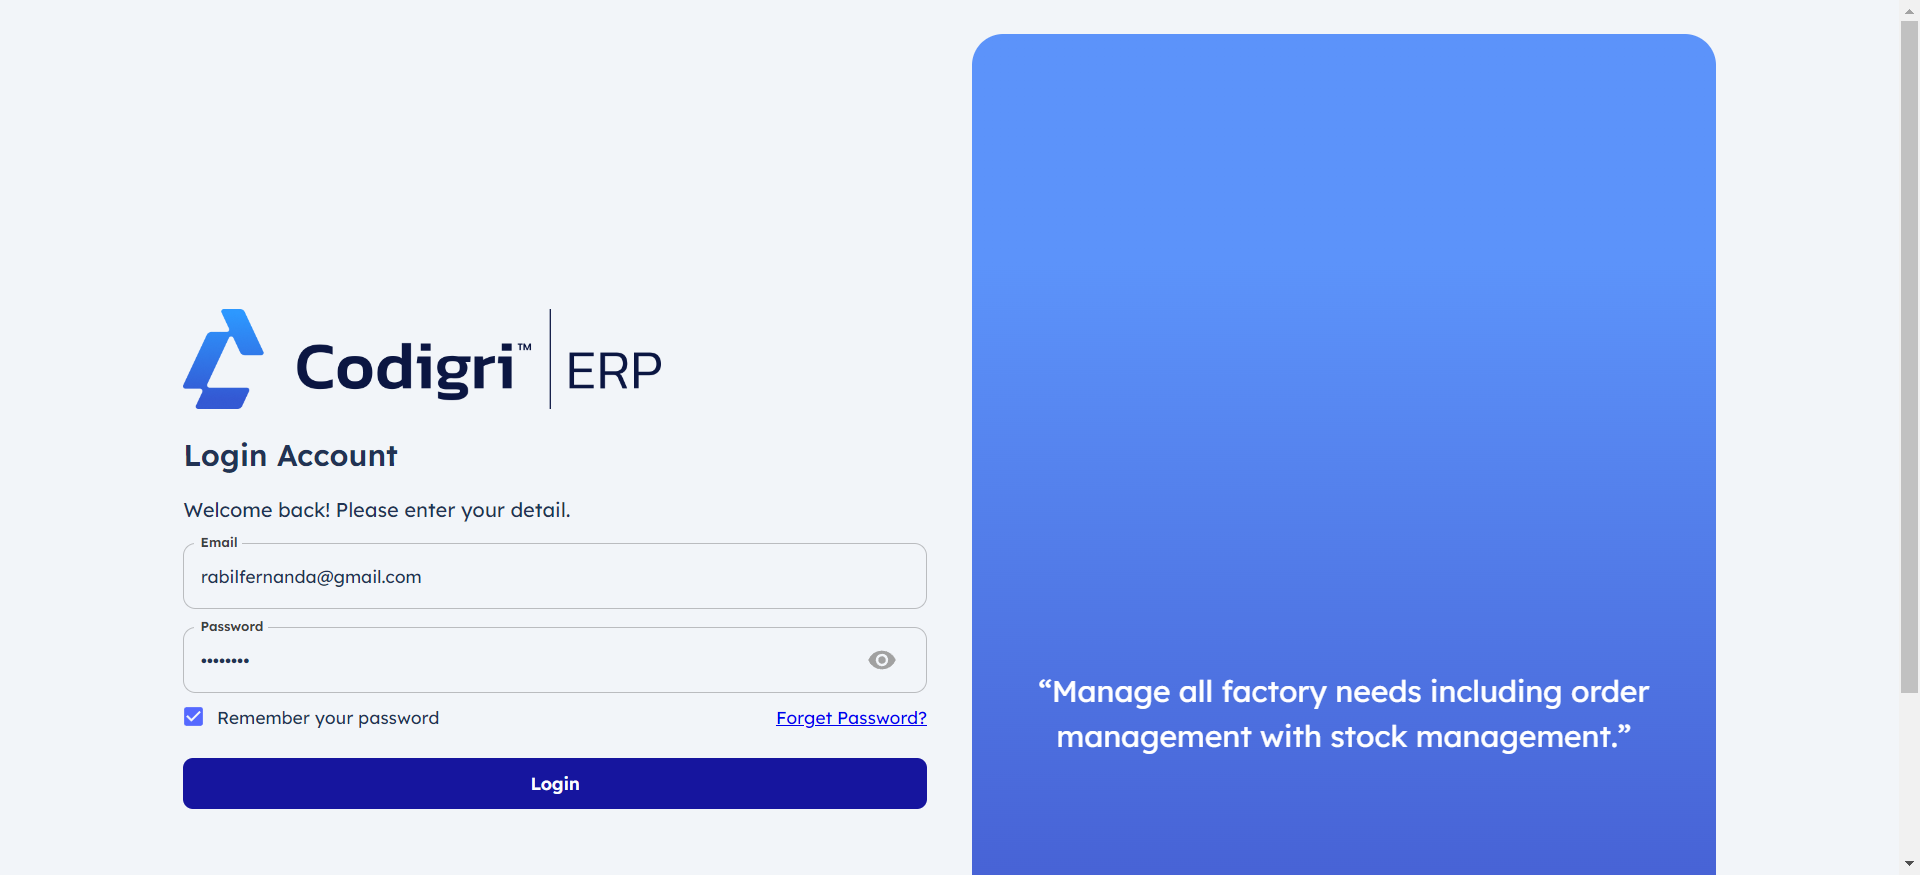 Codigri™ ERP
Login Account
Welcome back! Please enter your detail.
Email
rabilfernanda@gmail.com
Password
••••••••
Remember your password
Forget Password?
Login
“Manage all factory needs including order
management with stock management.”